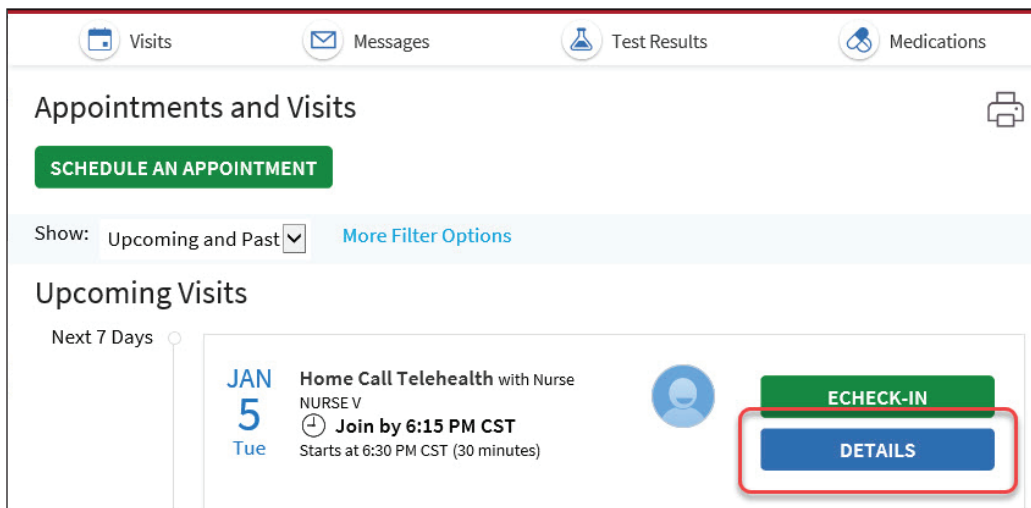 Visits
Messages
Test Results
Medications
Appointments and Visits
SCHEDULE AN APPOINTMENT
Show: Upcoming and Past More Filter Options
Upcoming Visits
Next 7 Days
JAN
5
Tue
Home Call Telehealth with Nurse
NURSE V
Join by 6:15 PM CST
Starts at 6:30 PM CST (30 minutes)
ECHECK-IN
DETAILS